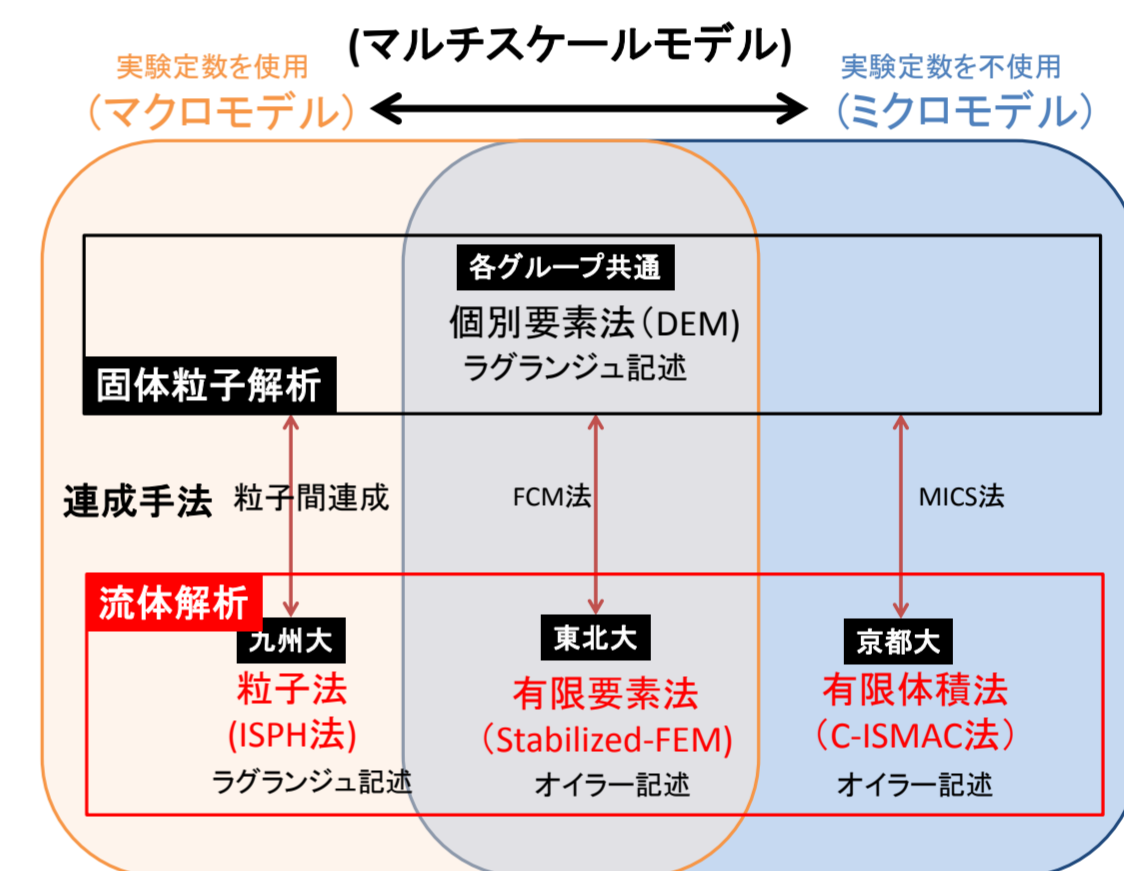 (マルチスケールモデル)
実験定数を使用
(マクロモデル)
実験定数を不使用
(ミクロモデル)
各グループ共通
個別要素法(DEM)
ラグランジュ記述
固体粒子解析
連成手法
粒子間連成
FCM法
MICS法
流体解析
九州大
粒子法
(ISPH法)
ラグランジュ記述
東北大
有限要素法
(Stabilized-FEM)
オイラー記述
京都大
有限体積法
(C-ISMAC法)
オイラー記述